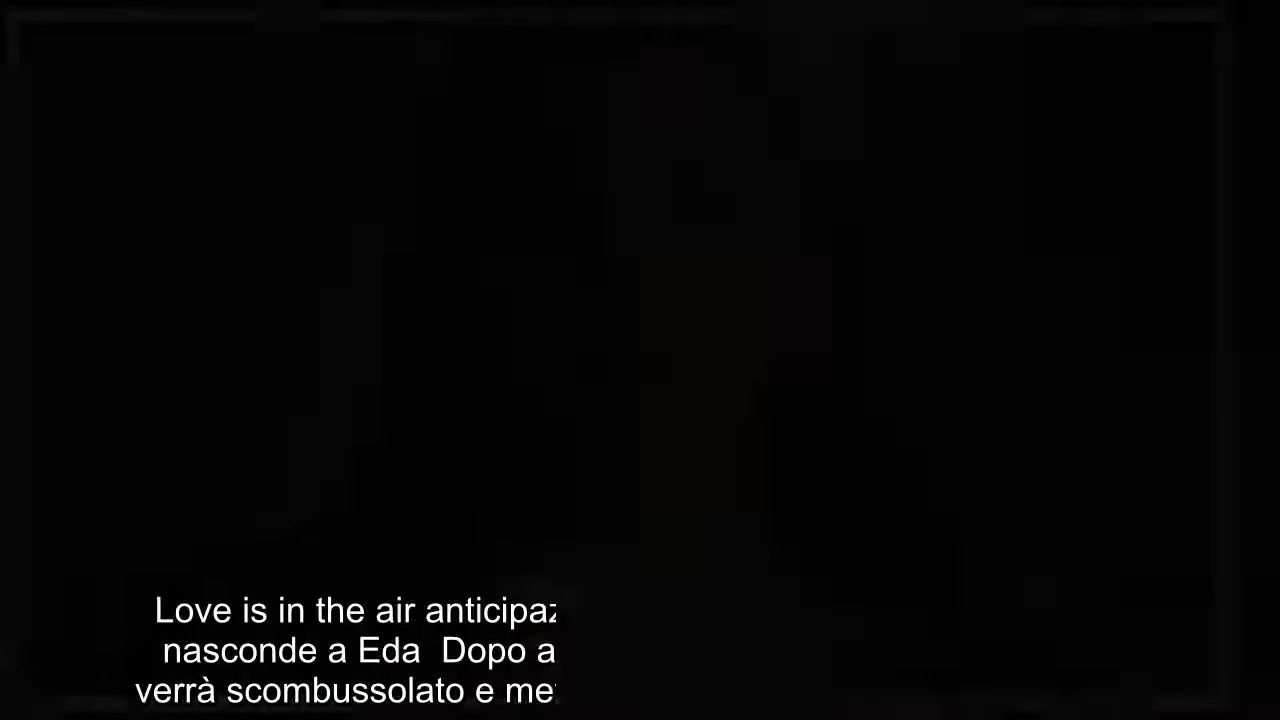 Love is in the air
nasconde a Eda Dopo
verrà scombussolato e